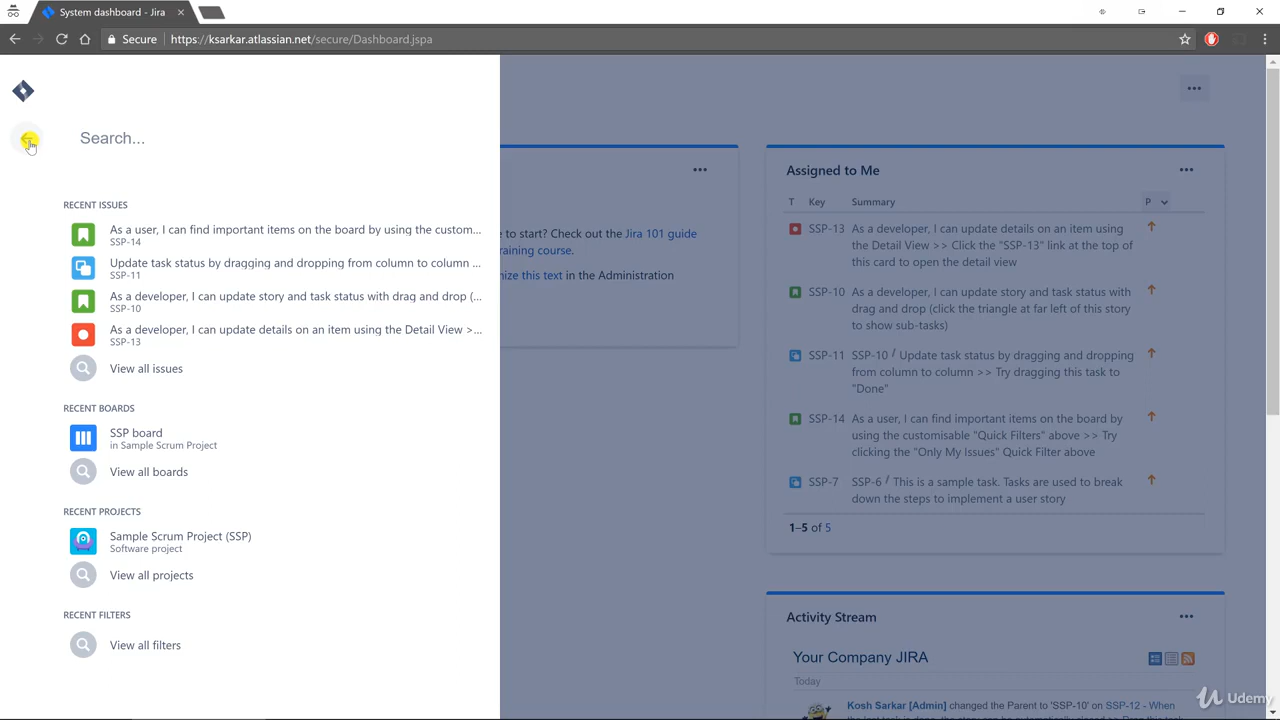 System dashboard - Jira
Secure
https://ksarkar.atlassian.net/secure/Dashboard.jspa
Search...
RECENT ISSUES
As a user, I can find important items on the board by using the custom...
SSP-14
Update task status by dragging and dropping from column to column ...
SSP-11
As a developer, I can update story and task status with drag and drop (...
SSP-10
As a developer, I can update details on an item using the Detail View >...
SSP-13
View all issues
RECENT BOARDS
SSP board
in Sample Scrum Project
View all boards
RECENT PROJECTS
Sample Scrum Project (SSP)
Software project
View all projects
RECENT FILTERS
View all filters
e to start? Check out the Jira 101 guide
raining course.
nize this text in the Administration
Assigned to Me
T Key Summary P
SSP-13 As a developer, I can update details on an item using
the Detail View >> Click the "SSP-13" link at the top of
this card to open the detail view
SSP-10 As a developer, I can update story and task status with
drag and drop (click the triangle at far left of this story
to show sub-tasks)
SSP-11 SSP-10 / Update task status by dragging and dropping
from column to column >> Try dragging this task to
"Done"
SSP-14 As a user, I can find important items on the board by
using the customisable "Quick Filters" above >> Try
clicking the "Only My Issues" Quick Filter above
SSP-7 SSP-6 / This is a sample task. Tasks are used to break
down the steps to implement a user story
1–5 of 5
Activity Stream
Your Company JIRA
Today
Kosh Sarkar [Admin] changed the Parent to 'SSP-10' on SSP-12 - When
Udemy